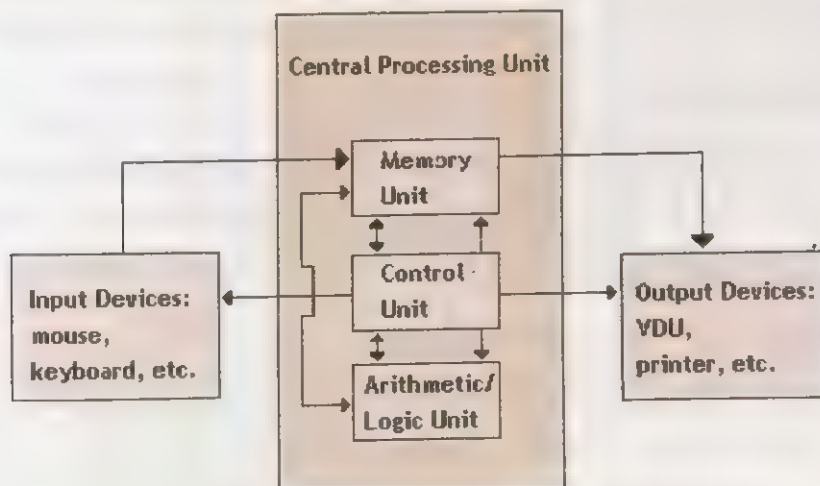 Central Processing Unit
Memory
Unit
Control
Unit
Arithmetic/
Logic Unit
Input Devices:
mouse,
keyboard, etc.
Output Devices:
VDU,
printer, etc.